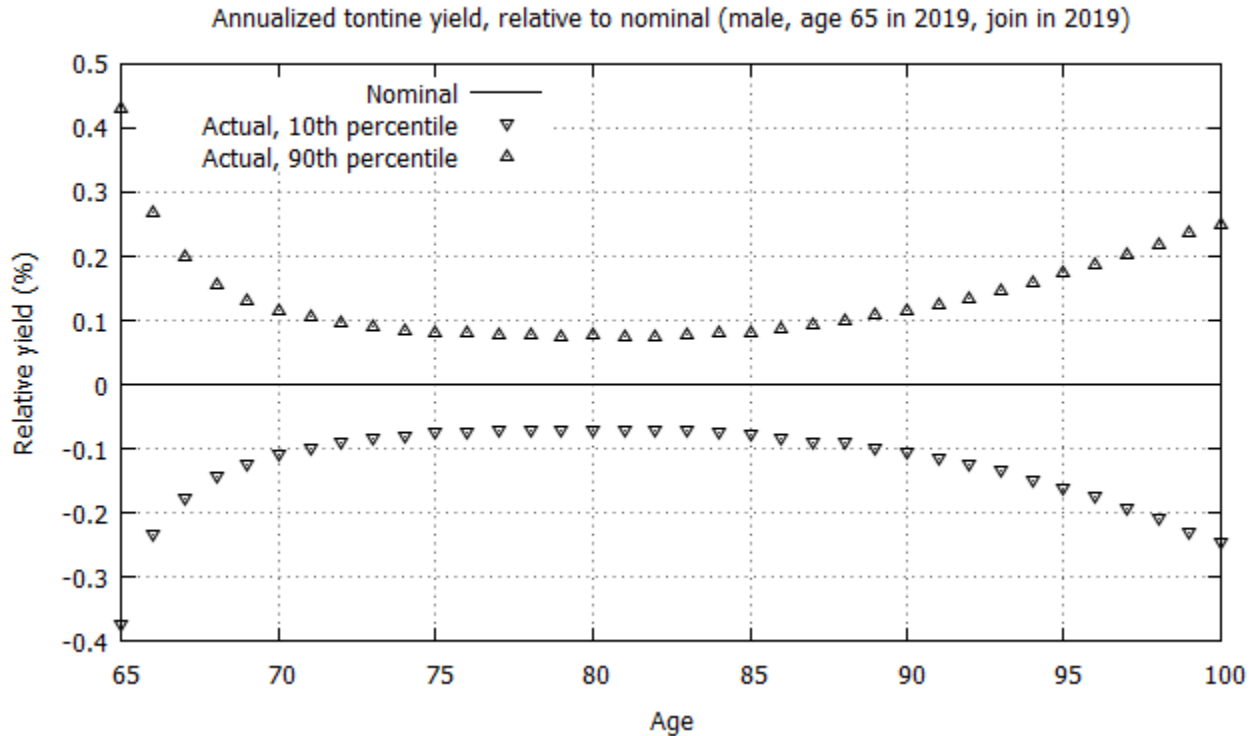 Annualized tontine yield, relative to nominal (male, age 65 in 2019, join in 2019)
Nominal
Actual, 10th percentile
Actual, 90th percentile
0.5
0.4
0.3
0.2
0.1
0
-0.1
-0.2
-0.3
-0.4
Relative yield (%)
65 70 75 80 85 90 95 100
Age